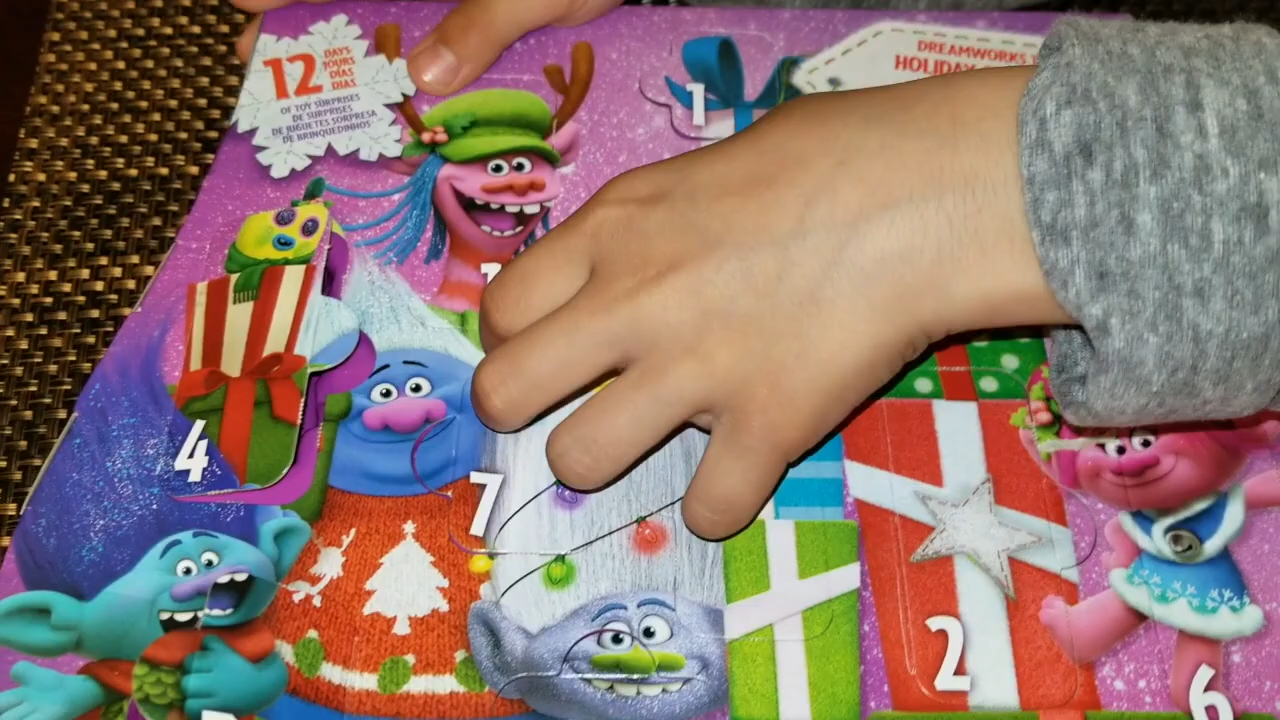 12 DAYS
JOURS
DÍAS
DIAS
OF TOY SURPRISES
DE SURPRISES
DE JUGUETES SORPRESA
DE BRINQUEDINHOS
DREAMWORKS
HOLIDAY
1
4
7
2
6